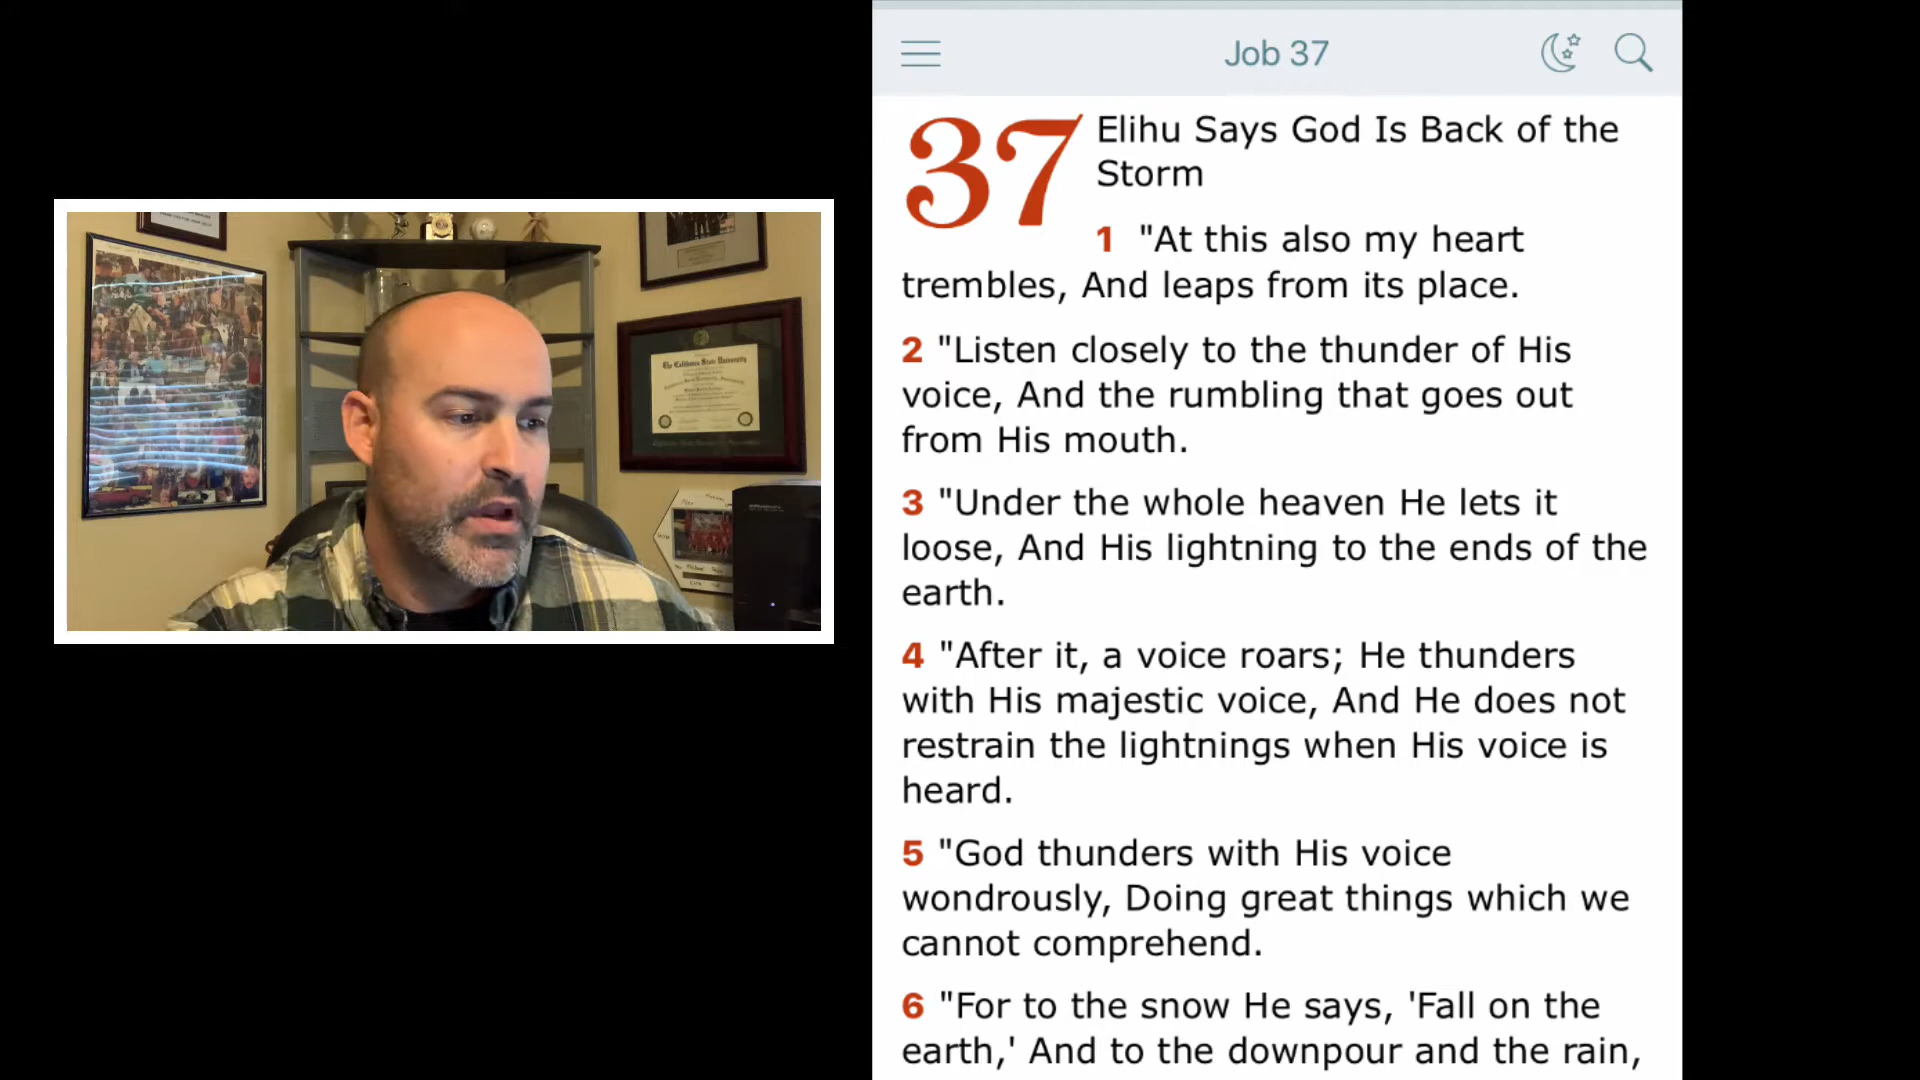 Job 37
37
Elihu Says God Is Back of the
Storm
1 "At this also my heart
trembles, And leaps from its place.
2 "Listen closely to the thunder of His
voice, And the rumbling that goes out
from His mouth.
3 "Under the whole heaven He lets it
loose, And His lightning to the ends of the
earth.
4 "After it, a voice roars; He thunders
with His majestic voice, And He does not
restrain the lightnings when His voice is
heard.
5 "God thunders with His voice
wondrously, Doing great things which we
cannot comprehend.
6 "For to the snow He says, 'Fall on the
earth,' And to the downpour and the rain,
The California State University